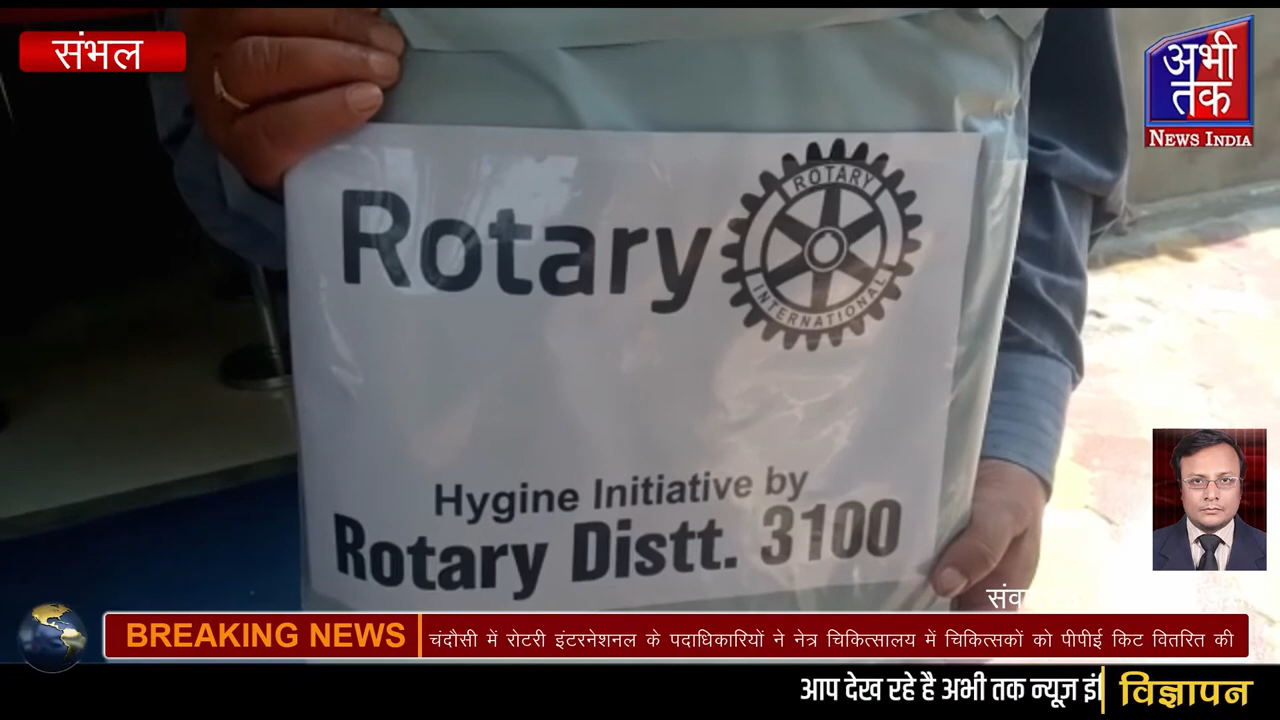 संभल
अभी
तक
NEWS INDIA
Rotary
ROTARY
INTERNATIONAL
Hygine Initiative by
Rotary Distt. 3100
BREAKING NEWS
चंदौसी में रोटरी इंटरनेशनल के पदाधिकारियों ने नेत्र चिकित्सालय में चिकित्सकों को पीपीई किट वितरित की
आप देख रहे है अभी तक न्यूज़
विज्ञापन